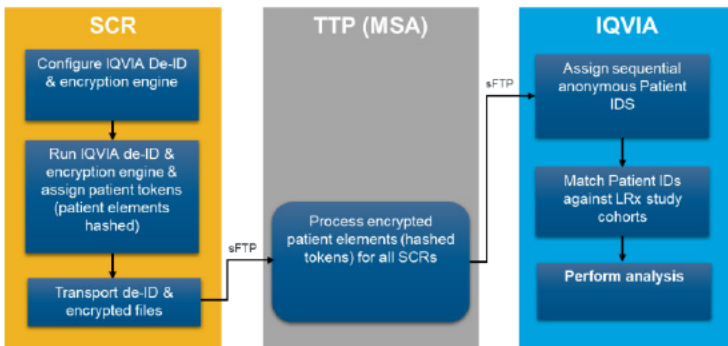 SCR
Configure IQVIA De-ID
& encryption engine
Run IQVIA de-ID &
encryption engine &
assign patient tokens
(patient elements
hashed)
Transport de-ID &
encrypted files
sFTP
TTP (MSA)
Process encrypted
patient elements (hashed
tokens) for all SCRs
sFTP
IQVIA
Assign sequential
anonymous Patient
IDS
Match Patient IDs
against LRx study
cohorts
Perform analysis